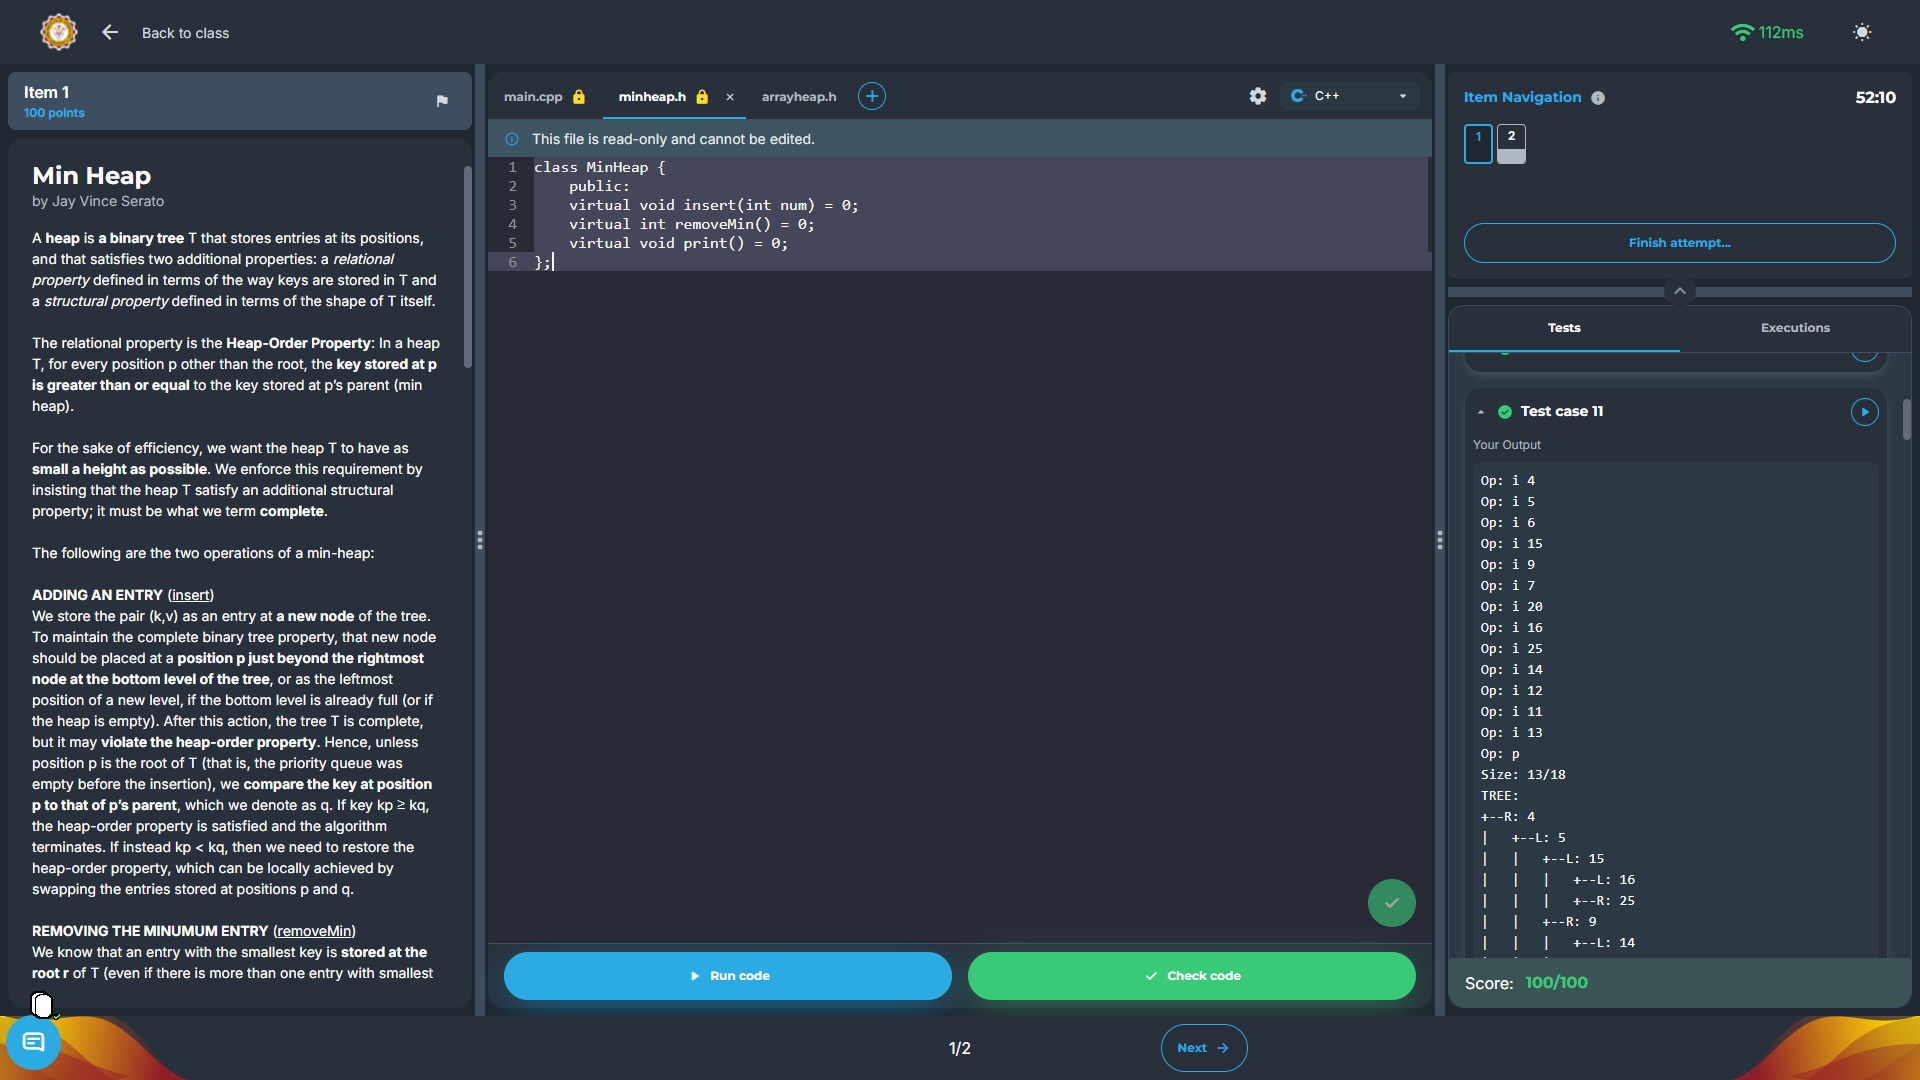 Back to class
112ms
Item 1
100 points
Min Heap
by Jay Vince Serato
A heap is a binary tree T that stores entries at its positions,
and that satisfies two additional properties: a relational
property defined in terms of the way keys are stored in T and
a structural property defined in terms of the shape of T itself.
The relational property is the Heap-Order Property: In a heap
T, for every position p other than the root, the key stored at p
is greater than or equal to the key stored at p's parent (min
heap).
For the sake of efficiency, we want the heap T to have as
small a height as possible. We enforce this requirement by
insisting that the heap T satisfy an additional structural
property; it must be what we term complete.
The following are the two operations of a min-heap:
ADDING AN ENTRY (insert)
We store the pair (k,v) as an entry at a new node of the tree.
To maintain the complete binary tree property, that new node
should be placed at a position p just beyond the rightmost
node at the bottom level of the tree, or as the leftmost
position of a new level, if the bottom level is already full (or if
the heap is empty). After this action, the tree T is complete,
but it may violate the heap-order property. Hence, unless
position p is the root of T (that is, the priority queue was
empty before the insertion), we compare the key at position
p to that of p's parent, which we denote as q. If key kp ≥ kq,
the heap-order property is satisfied and the algorithm
terminates. If instead kp < kq, then we need to restore the
heap-order property, which can be locally achieved by
swapping the entries stored at positions p and q.
REMOVING THE MINUMUM ENTRY (removeMin)
We know that an entry with the smallest key is stored at the
root r of T (even if there is more than one entry with smallest
main.cpp
minheap.h
arrayheap.h
C++
This file is read-only and cannot be edited.
1 class MinHeap {
2 public:
3 virtual void insert(int num) = 0;
4 virtual int removeMin() = 0;
5 virtual void print() = 0;
6 };
Run code
Check code
Item Navigation
52:10
1
2
Finish attempt...
Tests
Executions
Test case 11
Your Output
Op: i 4
Op: i 5
Op: i 6
Op: i 15
Op: i 9
Op: i 7
Op: i 20
Op: i 16
Op: i 25
Op: i 14
Op: i 12
Op: i 11
Op: i 13
Op: p
Size: 13/18
TREE:
+--R: 4
|   +--L: 5
|   |   +--L: 15
|   |   |   +--L: 16
|   |   |   +--R: 25
|   |   +--R: 9
|   |   |   +--L: 14
Score: 100/100
1/2
Next